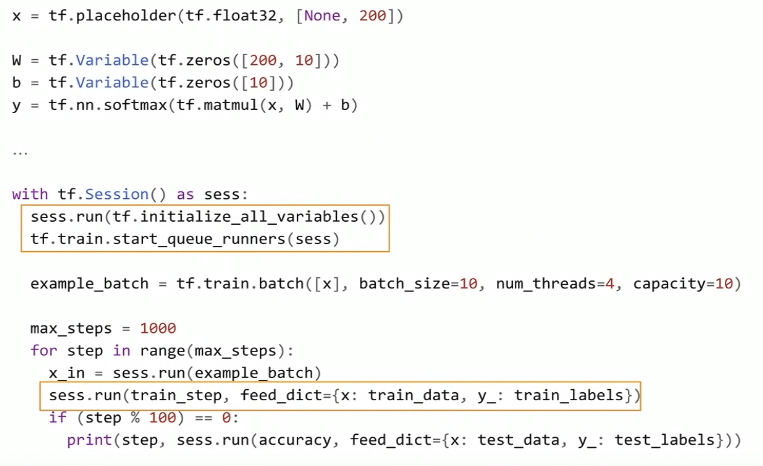 x = tf.placeholder(tf.float32, [None, 200])
W = tf.Variable(tf.zeros([200, 10]))
b = tf.Variable(tf.zeros([10]))
y = tf.nn.softmax(tf.matmul(x, W) + b)
...
with tf.Session() as sess:
sess.run(tf.initialize_all_variables())
tf.train.start_queue_runners(sess)
example_batch = tf.train.batch([x], batch_size=10, num_threads=4, capacity=10)
max_steps = 1000
for step in range(max_steps):
x_in = sess.run(example_batch)
sess.run(train_step, feed_dict={x: train_data, y_: train_labels})
if (step % 100) == 0:
print(step, sess.run(accuracy, feed_dict={x: test_data, y_: test_labels}))